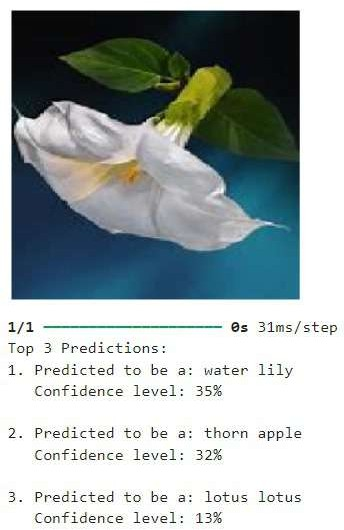 1/1 ━━━━━━━━━━━━━━━━━━━━ 0s 31ms/step
Top 3 Predictions:
1. Predicted to be a: water lily
Confidence level: 35%
2. Predicted to be a: thorn apple
Confidence level: 32%
3. Predicted to be a: lotus lotus
Confidence level: 13%